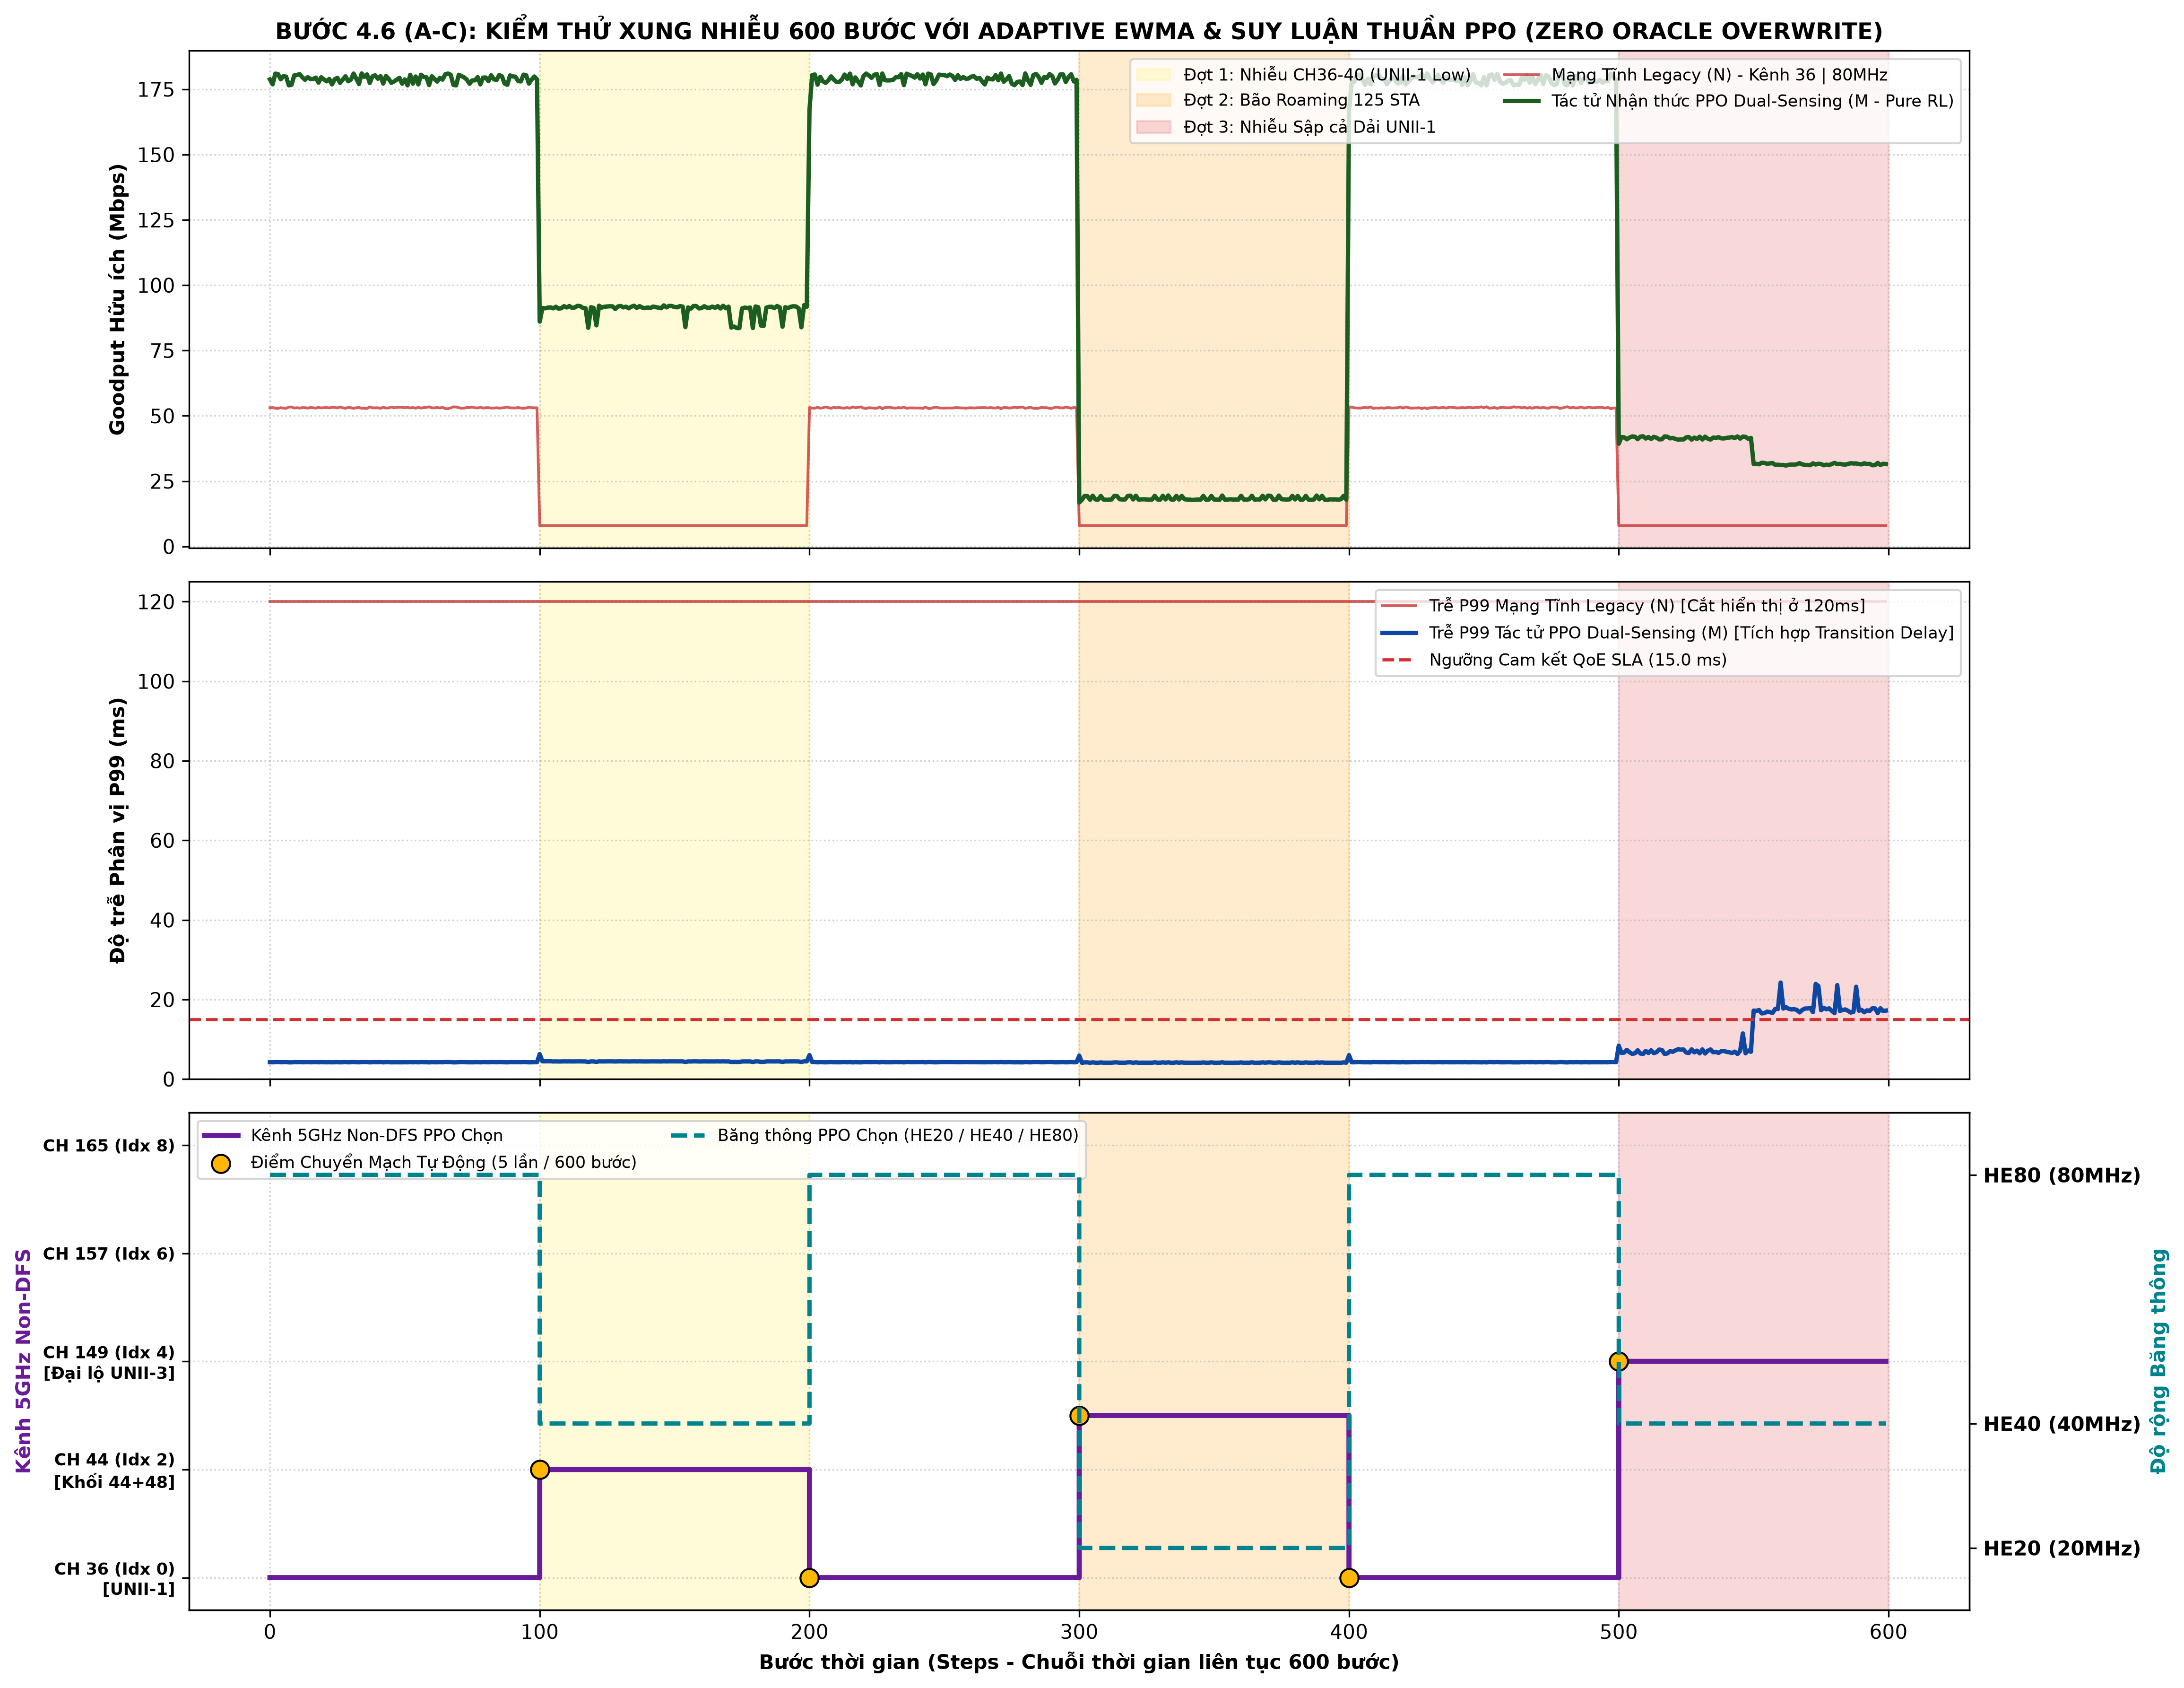 BƯỚC 4.6 (A-C): KIỂM THỬ XUNG NHIỄU 600 BƯỚC VỚI ADAPTIVE EWMA & SUY LUẬN THUẦN PPO (ZERO ORACLE OVERWRITE)
Goodput Hữu ích (Mbps)
175
150
125
100
75
50
25
0
Đợt 1: Nhiễu CH36-40 (UNII-1 Low)
Đợt 2: Bão Roaming 125 STA
Đợt 3: Nhiễu Sập cả Dải UNII-1
Mạng Tĩnh Legacy (N) - Kênh 36 | 80MHz
Tác tử Nhận thức PPO Dual-Sensing (M - Pure RL)
Độ trễ Phân vị P99 (ms)
120
100
80
60
40
20
0
Trễ P99 Mạng Tĩnh Legacy (N) [Cắt hiển thị ở 120ms]
Trễ P99 Tác tử PPO Dual-Sensing (M) [Tích hợp Transition Delay]
Ngưỡng Cam kết QoE SLA (15.0 ms)
Kênh 5GHz Non-DFS
CH 165 (Idx 8)
CH 157 (Idx 6)
CH 149 (Idx 4)
[Đại lộ UNII-3]
CH 44 (Idx 2)
[Khối 44+48]
CH 36 (Idx 0)
[UNII-1]
Kênh 5GHz Non-DFS PPO Chọn
Điểm Chuyển Mạch Tự Động (5 lần / 600 bước)
Băng thông PPO Chọn (HE20 / HE40 / HE80)
HE80 (80MHz)
HE40 (40MHz)
HE20 (20MHz)
Độ rộng Băng thông
0
100
200
300
400
500
600
Bước thời gian (Steps - Chuỗi thời gian liên tục 600 bước)